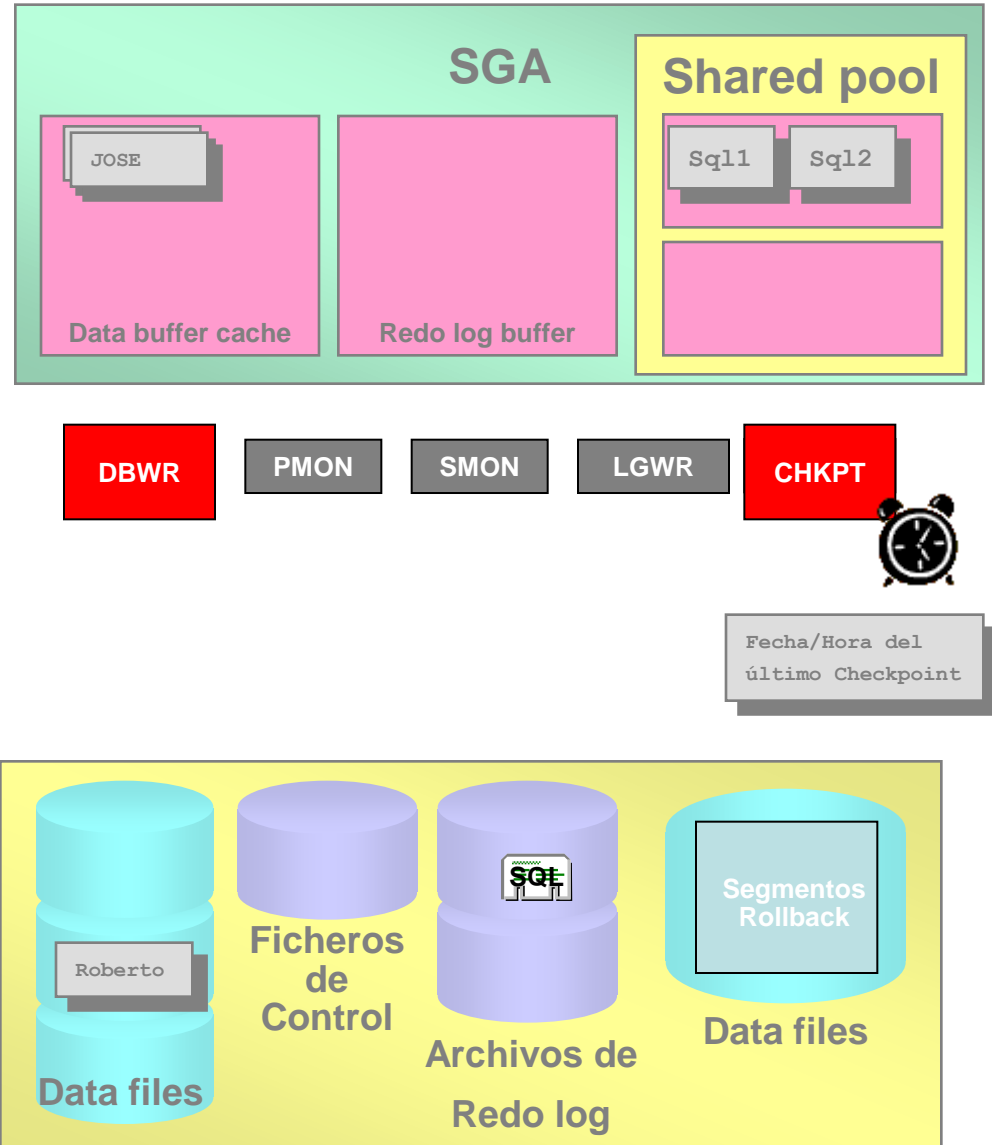 SGA
Shared pool
JOSE
Sql1
Sql2
Data buffer cache
Redo log buffer
DBWR
PMON
SMON
LGWR
CHKPT
Fecha/Hora del
último Checkpoint
SQL
Segmentos
Rollback
Roberto
Ficheros
de
Control
Data files
Archivos de
Redo log
Data files